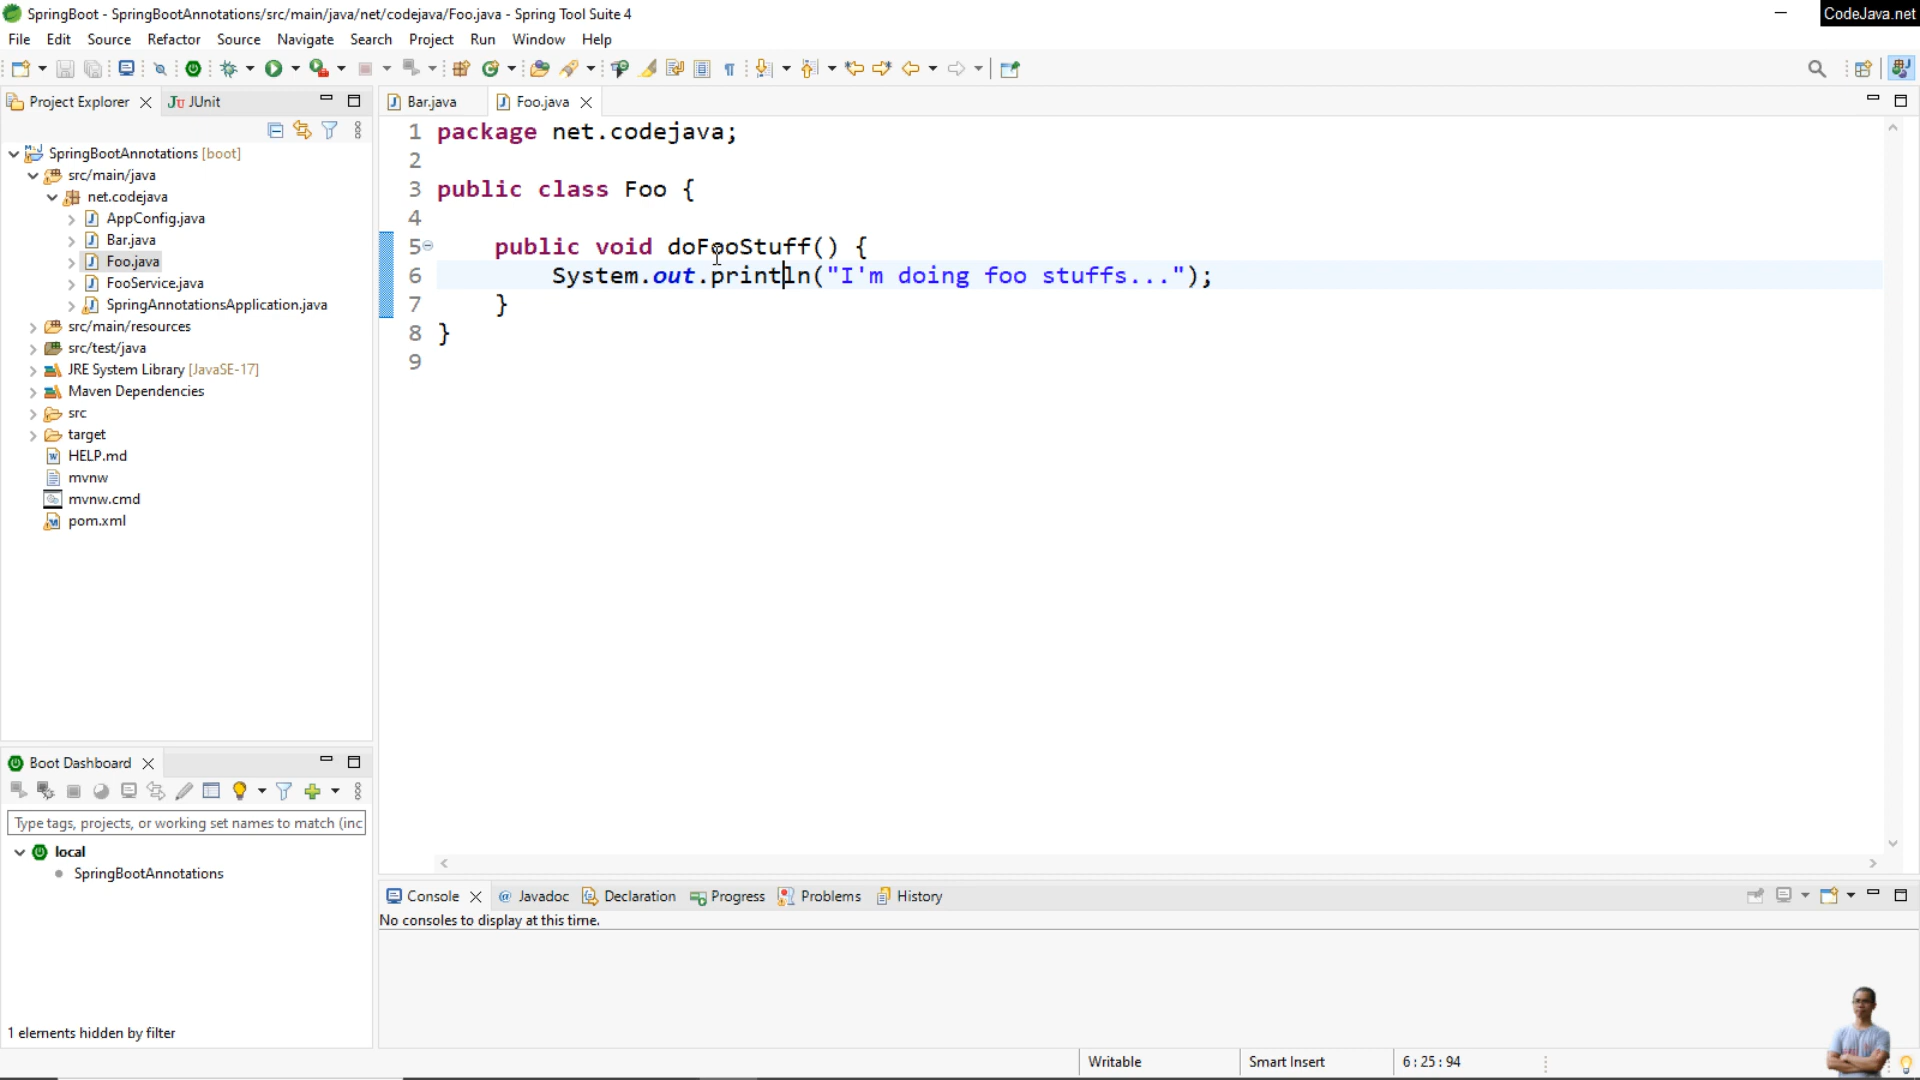 SpringBoot - SpringBootAnnotations/src/main/java/net/codejava/Foo.java - Spring Tool Suite 4
CodeJava.net
File Edit Source Refactor Source Navigate Search Project Run Window Help
Project Explorer JUnit
Bar.java Foo.java
SpringBootAnnotations [boot]
src/main/java
net.codejava
AppConfig.java
Bar.java
Foo.java
FooService.java
SpringAnnotationsApplication.java
src/main/resources
src/test/java
JRE System Library [JavaSE-17]
Maven Dependencies
src
target
HELP.md
mvnw
mvnw.cmd
pom.xml
1 package net.codejava;
2
3 public class Foo {
4
5 public void doFooStuff() {
6 System.out.println("I'm doing foo stuffs...");
7 }
8 }
9
Boot Dashboard
Type tags, projects, or working set names to match (inc
local
SpringBootAnnotations
1 elements hidden by filter
Console Javadoc Declaration Progress Problems History
No consoles to display at this time.
Writable Smart Insert 6:25:94